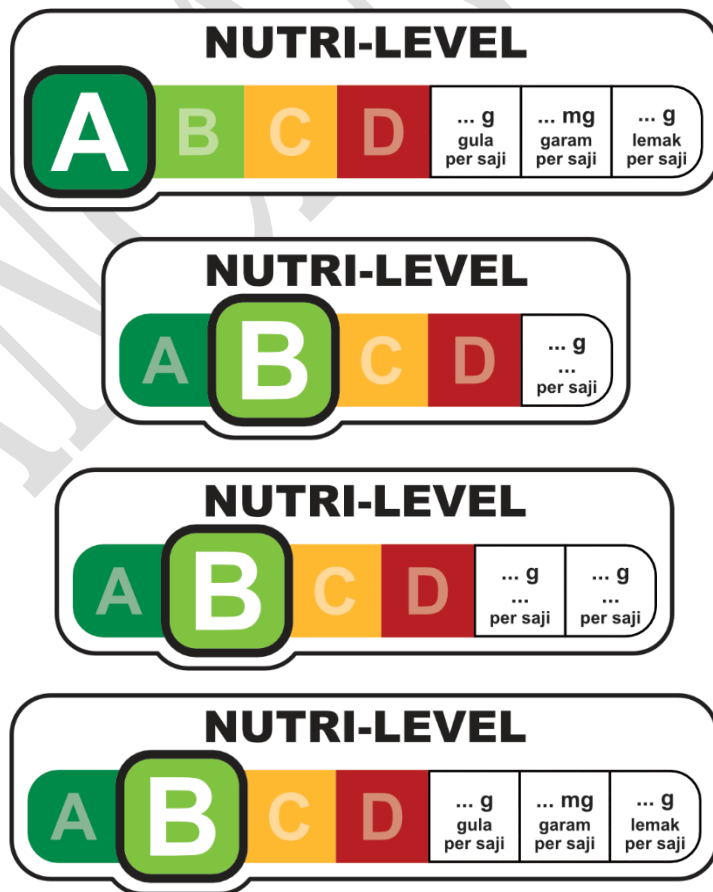 NUTRI-LEVEL
A B C D
... g gula per saji
... mg garam per saji
... g lemak per saji
NUTRI-LEVEL
A B C D
... g ... per saji
NUTRI-LEVEL
A B C D
... g ... per saji
... g ... per saji
NUTRI-LEVEL
A B C D
... g gula per saji
... mg garam per saji
... g lemak per saji